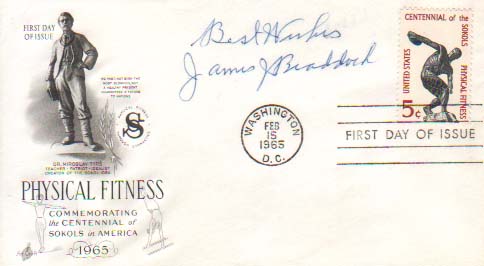 FIRST DAY
OF ISSUE
Best Wishes
James J Braddock
CENTENNIAL of the SOKOLS
UNITED STATES
PHYSICAL FITNESS
5¢
WASHINGTON
FEB
15
1965
D.C.
FIRST DAY OF ISSUE
S
DR. MIROSLAV TYRS
TEACHER - PATRIOT - IDEALIST
CREATOR OF THE SOKOL IDEA
PHYSICAL FITNESS
COMMEMORATING
the CENTENNIAL of
SOKOLS in AMERICA
1965